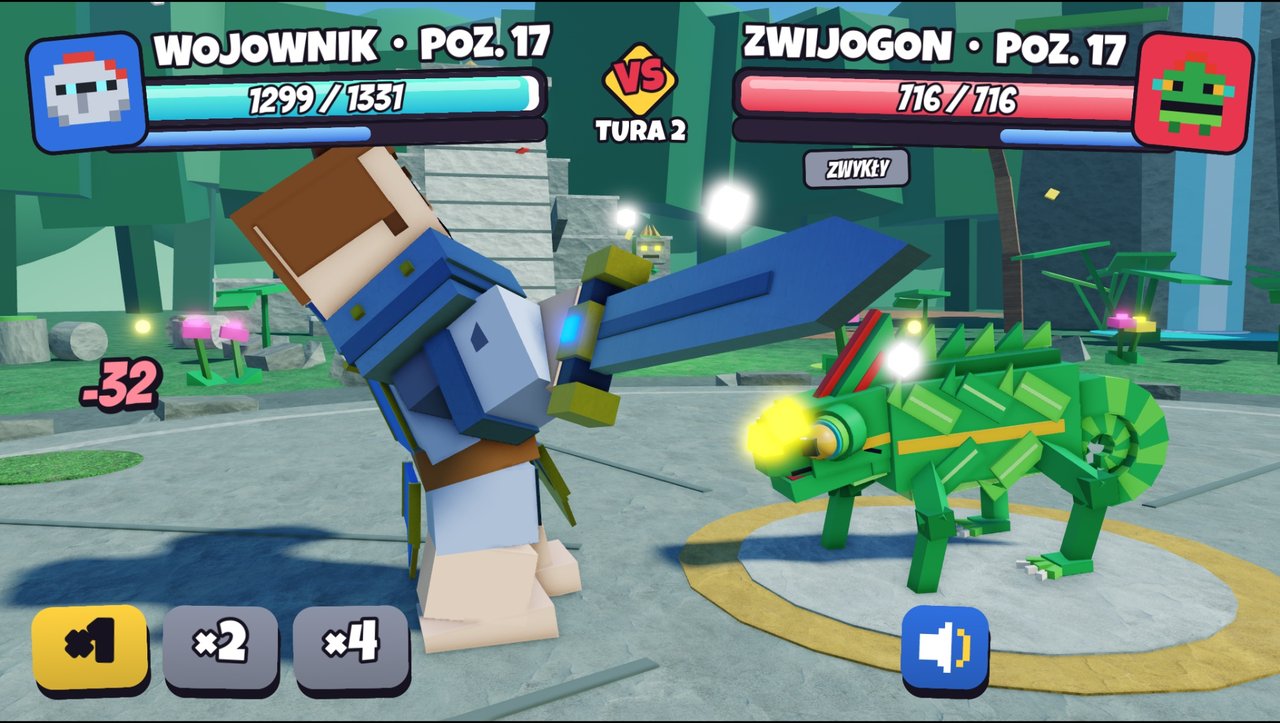 WOJOWNIK • POZ. 17
1299 / 1331
VS
TURA 2
ZWIJOGON • POZ. 17
716 / 716
ZWYKŁY
-32
×1
×2
×4